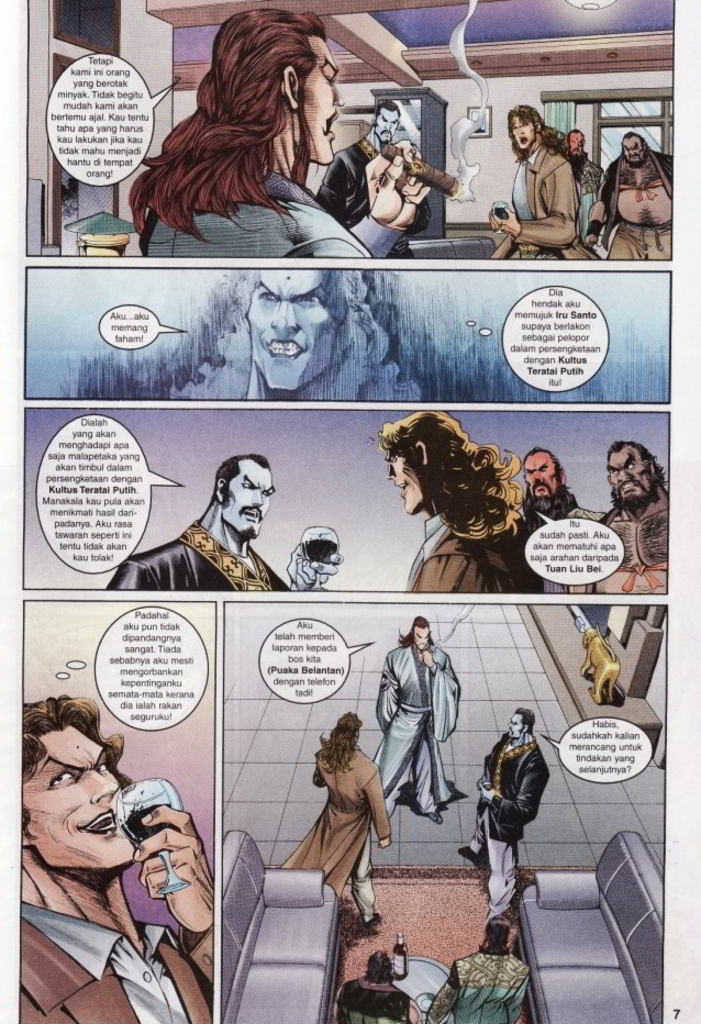 Tetapi
kami ini orang
yang berotak
minyak. Tidak begitu
mudah kami akan
bertemu ajal. Kau tentu
tahu apa yang harus
kau lakukan jika kau
tidak mahu menjadi
hantu di tempat
orang!
Aku...aku
memang
faham!
Dia
hendak aku
memujuk Iru Santo
supaya berlakon
sebagai pelopor
dalam persengketaan
dengan Kultus
Teratai Putih
itu!
Dialah
yang akan
menghadapi apa
saja malapetaka yang
akan timbul dalam
persengketaan dengan
Kultus Teratai Putih.
Manakala kau pula akan
menikmati hasil dari-
padanya. Aku rasa
tawaran seperti ini
tentu tidak akan
kau tolak!
Itu
sudah pasti. Aku
akan mematuhi apa
saja arahan daripada
Tuan Liu Bei.
Padahal
aku pun tidak
dipandangnya
sangat. Tiada
sebabnya aku mesti
mengorbankan
kepentinganku
semata-mata kerana
dia ialah rakan
seguruku!
Aku
telah memberi
laporan kepada
bos kita
(Puaka Belantan)
dengan telefon
tadi!
Habis,
sudahkah kalian
merancang untuk
tindakan yang
selanjutnya?
7